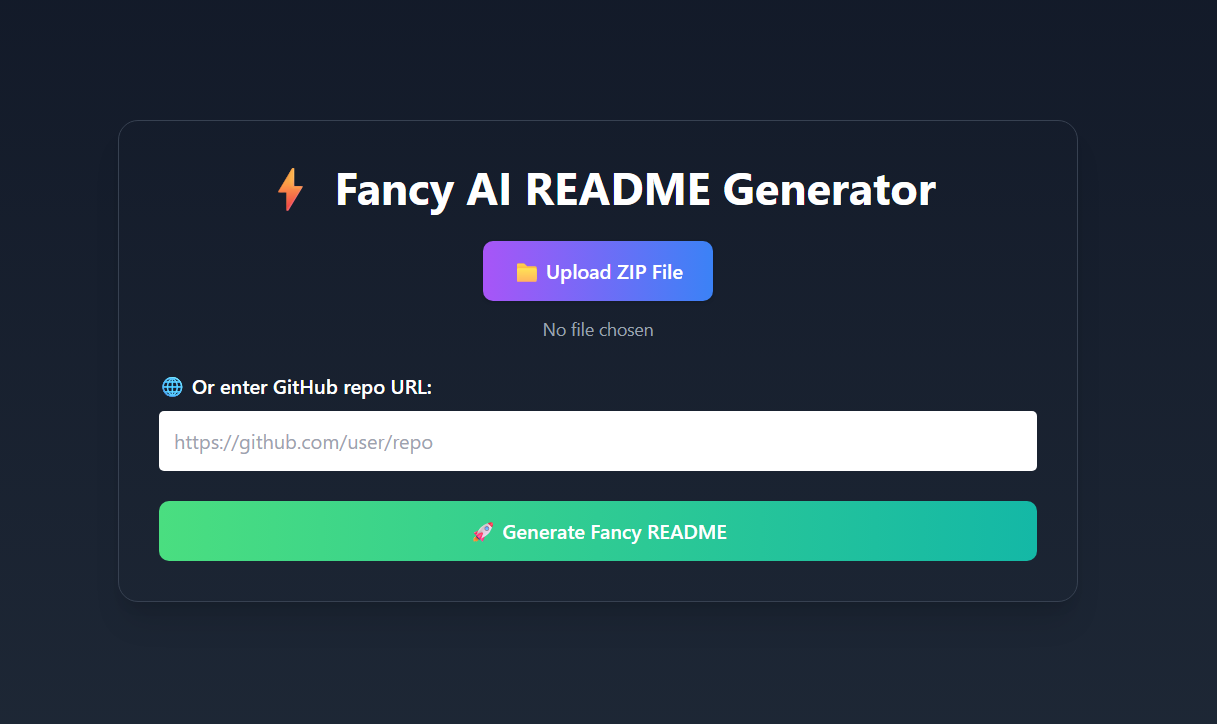 ⚡ Fancy AI README Generator
📁 Upload ZIP File
No file chosen
🌐 Or enter GitHub repo URL:
https://github.com/user/repo
🚀 Generate Fancy README